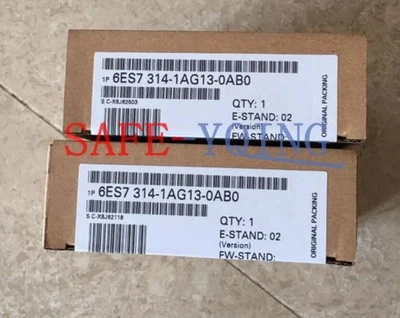 1P 6ES7 314-1AG13-0AB0
S C-X8J82503
QTY: 1
E-STAND: 02
(Version)
FW-STAND:
ORIGINAL PACKING
SAFE- YQING
1P 6ES7 314-1AG13-0AB0
S C-X8J82118
QTY: 1
E-STAND: 02
(Version)
FW-STAND:
ORIGINAL PACKING